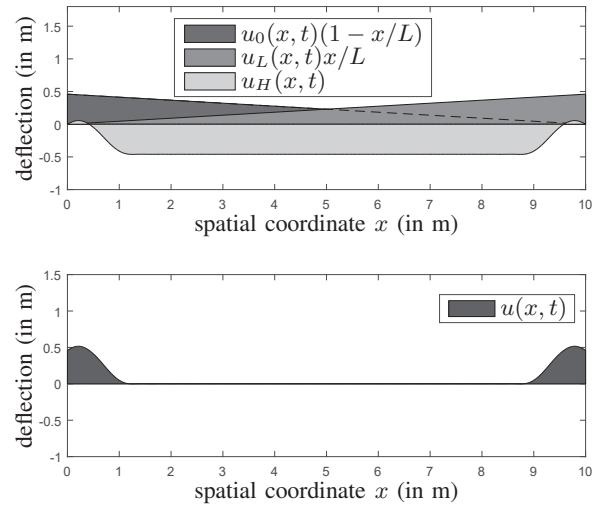 1.5
1
0.5
0
-0.5
-1
deflection (in m)
u_0(x, t)(1 − x/L)
u_L(x, t)x/L
u_H(x, t)
0 1 2 3 4 5 6 7 8 9 10
spatial coordinate x (in m)
1.5
1
0.5
0
-0.5
-1
deflection (in m)
u(x, t)
0 1 2 3 4 5 6 7 8 9 10
spatial coordinate x (in m)